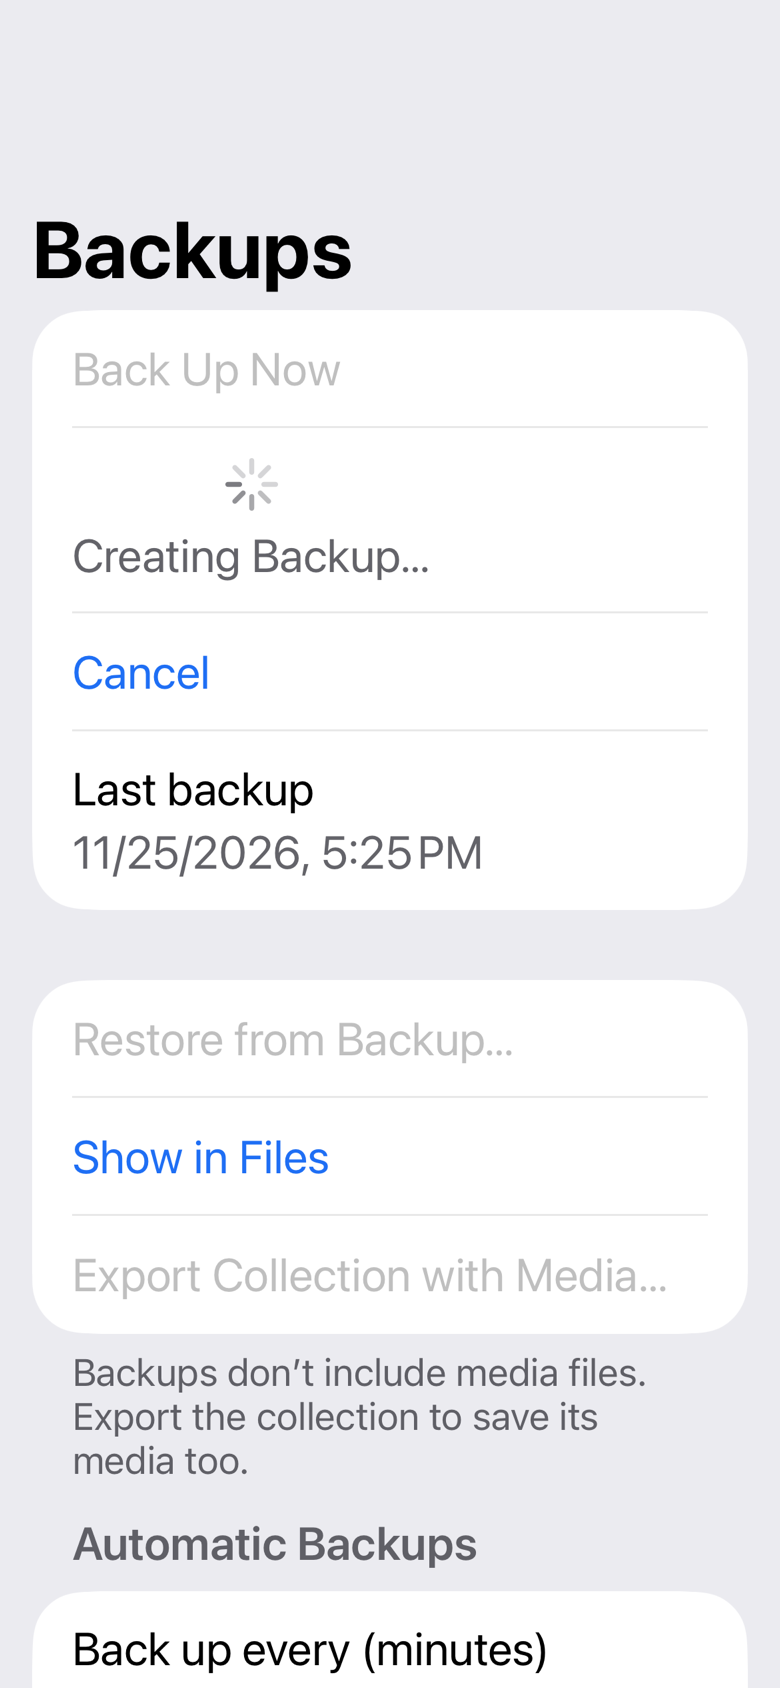 Backups
Back Up Now
Creating Backup...
Cancel
Last backup
11/25/2026, 5:25 PM
Restore from Backup...
Show in Files
Export Collection with Media...
Backups don’t include media files.
Export the collection to save its
media too.
Automatic Backups
Back up every (minutes)